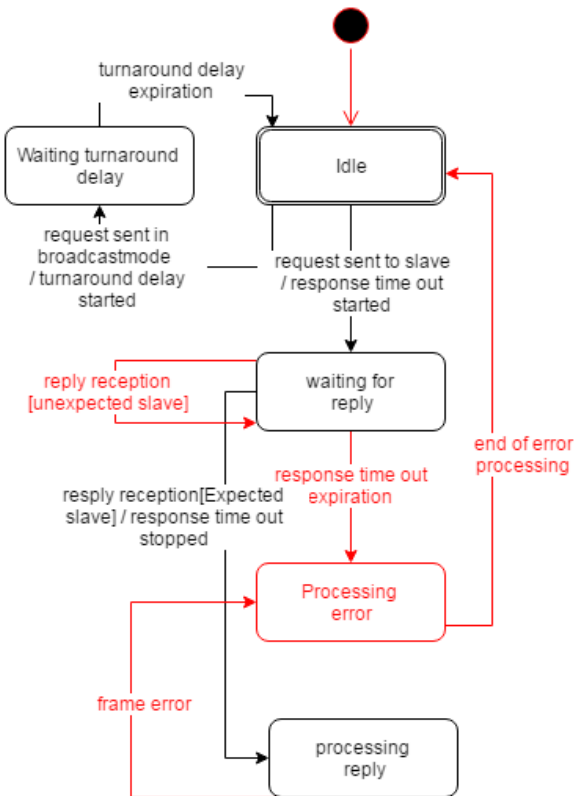 turnaround delay
expiration
Waiting turnaround
delay
Idle
request sent in
broadcastmode
/ turnaround delay
started
request sent to slave
/ response time out
started
reply reception
[unexpected slave]
waiting for
reply
end of error
processing
response time out
expiration
resply reception[Expected
slave] / response time out
stopped
Processing
error
frame error
processing
reply